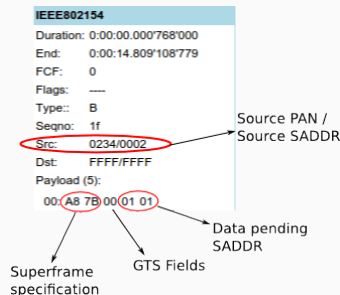 IEEE802154
Duration: 0:00:00.000'768'000
End: 0:00:14.809'108'779
FCF: 0
Flags: ----
Type:: B
Seqno: 1f
Src: 0234/0002
Dst: FFFF/FFFF
Payload (5):
00: A8 7B 00 01 01
Source PAN /
Source SADDR
Data pending
SADDR
GTS Fields
Superframe
specification